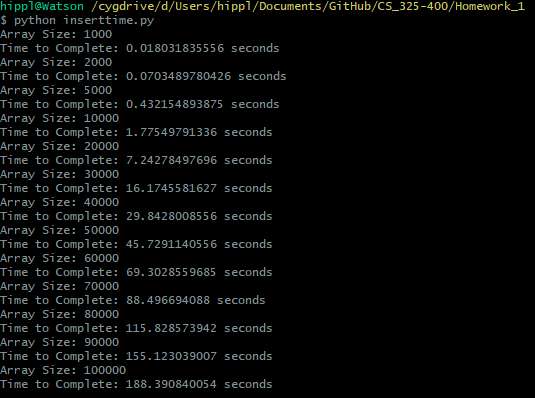 hippl@Watson /cygdrive/d/Users/hippl/Documents/GitHub/CS_325-400/Homework_1
$ python inserttime.py
Array Size: 1000
Time to Complete: 0.018031835556 seconds
Array Size: 2000
Time to Complete: 0.0703489780426 seconds
Array Size: 5000
Time to Complete: 0.432154893875 seconds
Array Size: 10000
Time to Complete: 1.77549791336 seconds
Array Size: 20000
Time to Complete: 7.24278497696 seconds
Array Size: 30000
Time to Complete: 16.1745581627 seconds
Array Size: 40000
Time to Complete: 29.8428008556 seconds
Array Size: 50000
Time to Complete: 45.7291140556 seconds
Array Size: 60000
Time to Complete: 69.3028559685 seconds
Array Size: 70000
Time to Complete: 88.496694088 seconds
Array Size: 80000
Time to Complete: 115.828573942 seconds
Array Size: 90000
Time to Complete: 155.123039007 seconds
Array Size: 100000
Time to Complete: 188.390840054 seconds